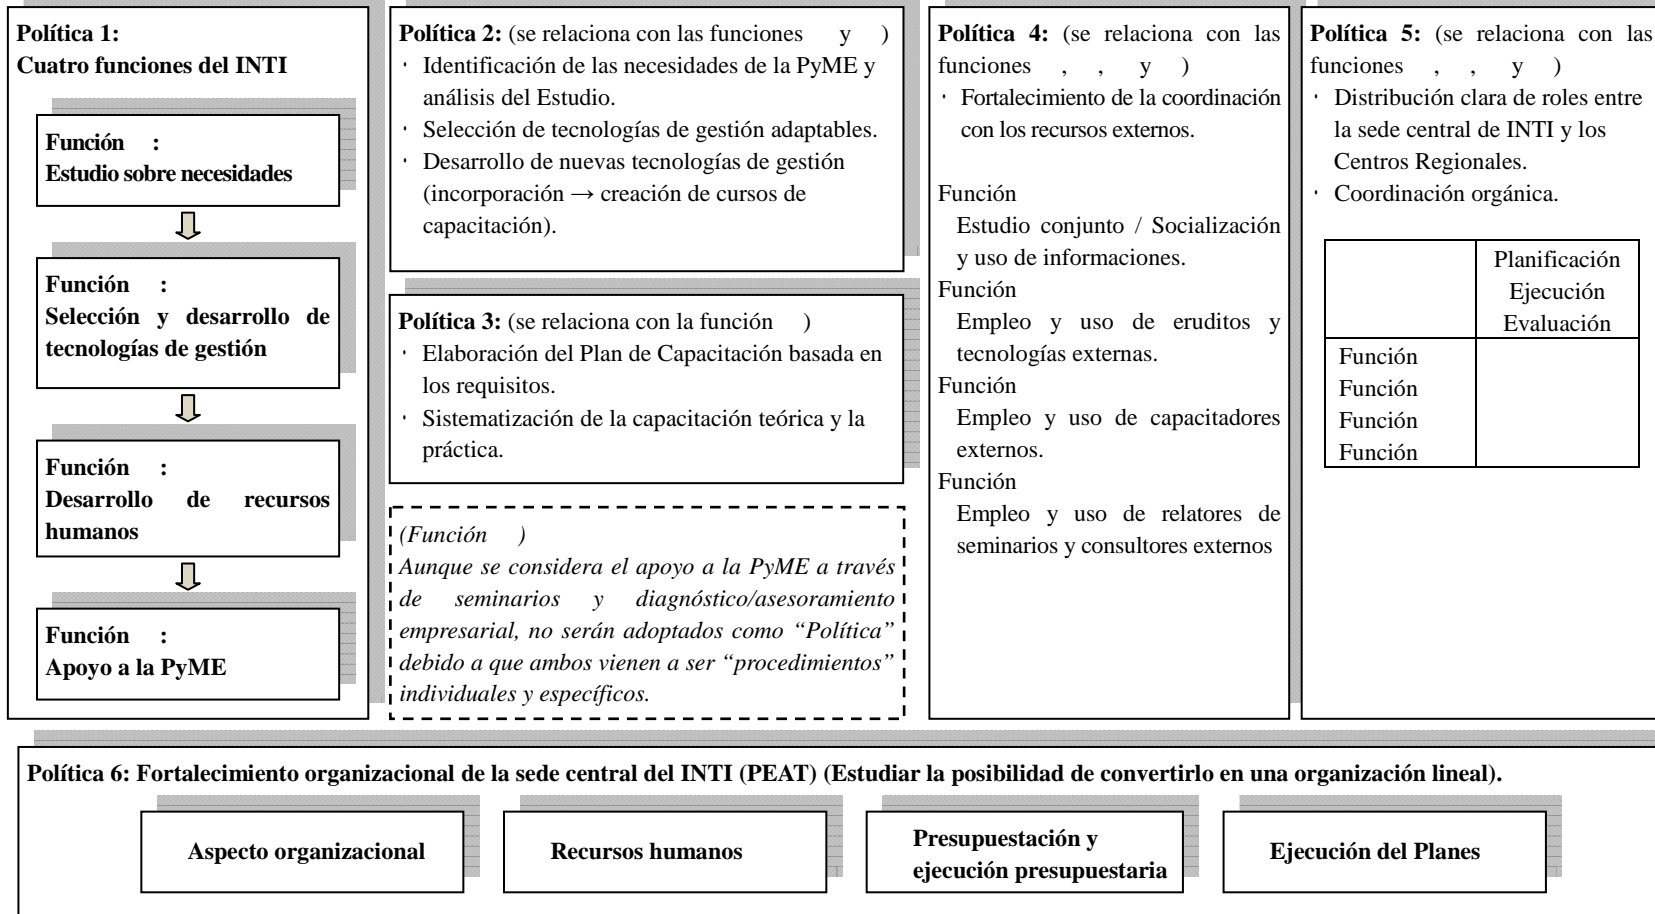 Política 1:
Cuatro funciones del INTI
Función :
Estudio sobre necesidades
Función :
Selección y desarrollo de
tecnologías de gestión
Función :
Desarrollo de recursos
humanos
Función :
Apoyo a la PyME
Política 2: (se relaciona con las funciones y )
· Identificación de las necesidades de la PyME y
análisis del Estudio.
· Selección de tecnologías de gestión adaptables.
· Desarrollo de nuevas tecnologías de gestión
(incorporación → creación de cursos de
capacitación).
Política 3: (se relaciona con la función )
· Elaboración del Plan de Capacitación basada en
los requisitos.
· Sistematización de la capacitación teórica y la
práctica.
(Función )
Aunque se considera el apoyo a la PyME a través
de seminarios y diagnóstico/asesoramiento
empresarial, no serán adoptados como “Política”
debido a que ambos vienen a ser “procedimientos”
individuales y específicos.
Política 4: (se relaciona con las
funciones , , y )
· Fortalecimiento de la coordinación
con los recursos externos.
Función
Estudio conjunto / Socialización
y uso de informaciones.
Función
Empleo y uso de eruditos y
tecnologías externas.
Función
Empleo y uso de capacitadores
externos.
Función
Empleo y uso de relatores de
seminarios y consultores externos
Política 5: (se relaciona con las
funciones , , y )
· Distribución clara de roles entre
la sede central de INTI y los
Centros Regionales.
· Coordinación orgánica.
Planificación
Ejecución
Evaluación
Función
Función
Función
Función
Política 6: Fortalecimiento organizacional de la sede central del INTI (PEAT) (Estudiar la posibilidad de convertirlo en una organización lineal).
Aspecto organizacional
Recursos humanos
Presupuestación y
ejecución presupuestaria
Ejecución del Planes